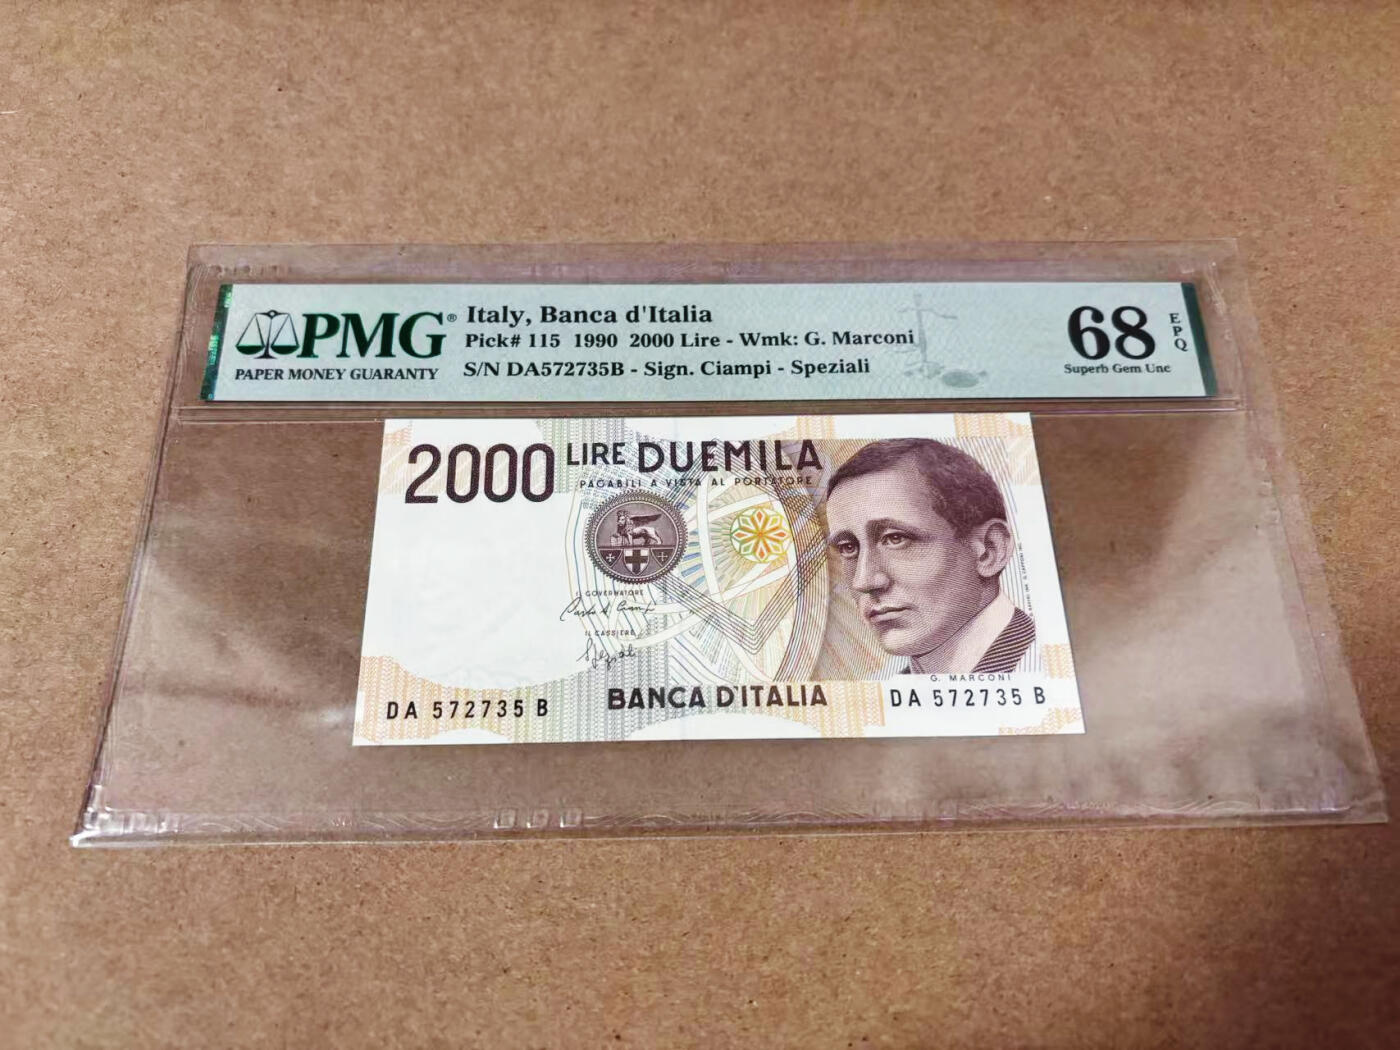 PMG®
PAPER MONEY GUARANTY
Italy, Banca d'Italia
Pick# 115 1990 2000 Lire - Wmk: G. Marconi
S/N DA572735B - Sign. Ciampi - Speziali
68
EPQ
Superb Gem Unc
2000 LIRE DUEMILA
PAGABILI A VISTA AL PORTATORE
IL GOVERNATORE
IL CASSIERE
G. MARCONI
BANCA D'ITALIA
DA 572735 B
DA 572735 B